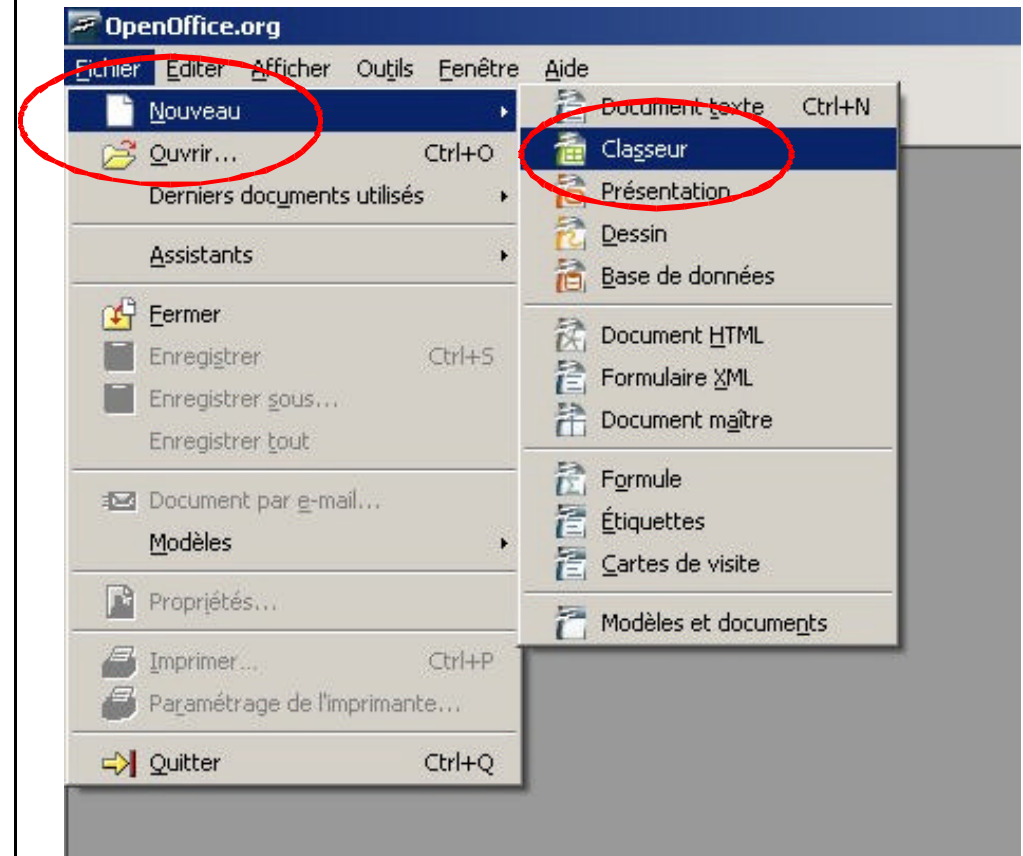 OpenOffice.org
Fichier Editer Afficher Outils Fenêtre Aide
Nouveau
Ouvrir... Ctrl+O
Derniers documents utilisés
Assistants
Fermer
Enregistrer Ctrl+S
Enregistrer sous...
Enregistrer tout
Document par e-mail...
Modèles
Propriétés...
Imprimer... Ctrl+P
Paramétrage de l'imprimante...
Quitter Ctrl+Q
Document texte Ctrl+N
Classeur
Présentation
Dessin
Base de données
Document HTML
Formulaire XML
Document maître
Formule
Étiquettes
Cartes de visite
Modèles et documents